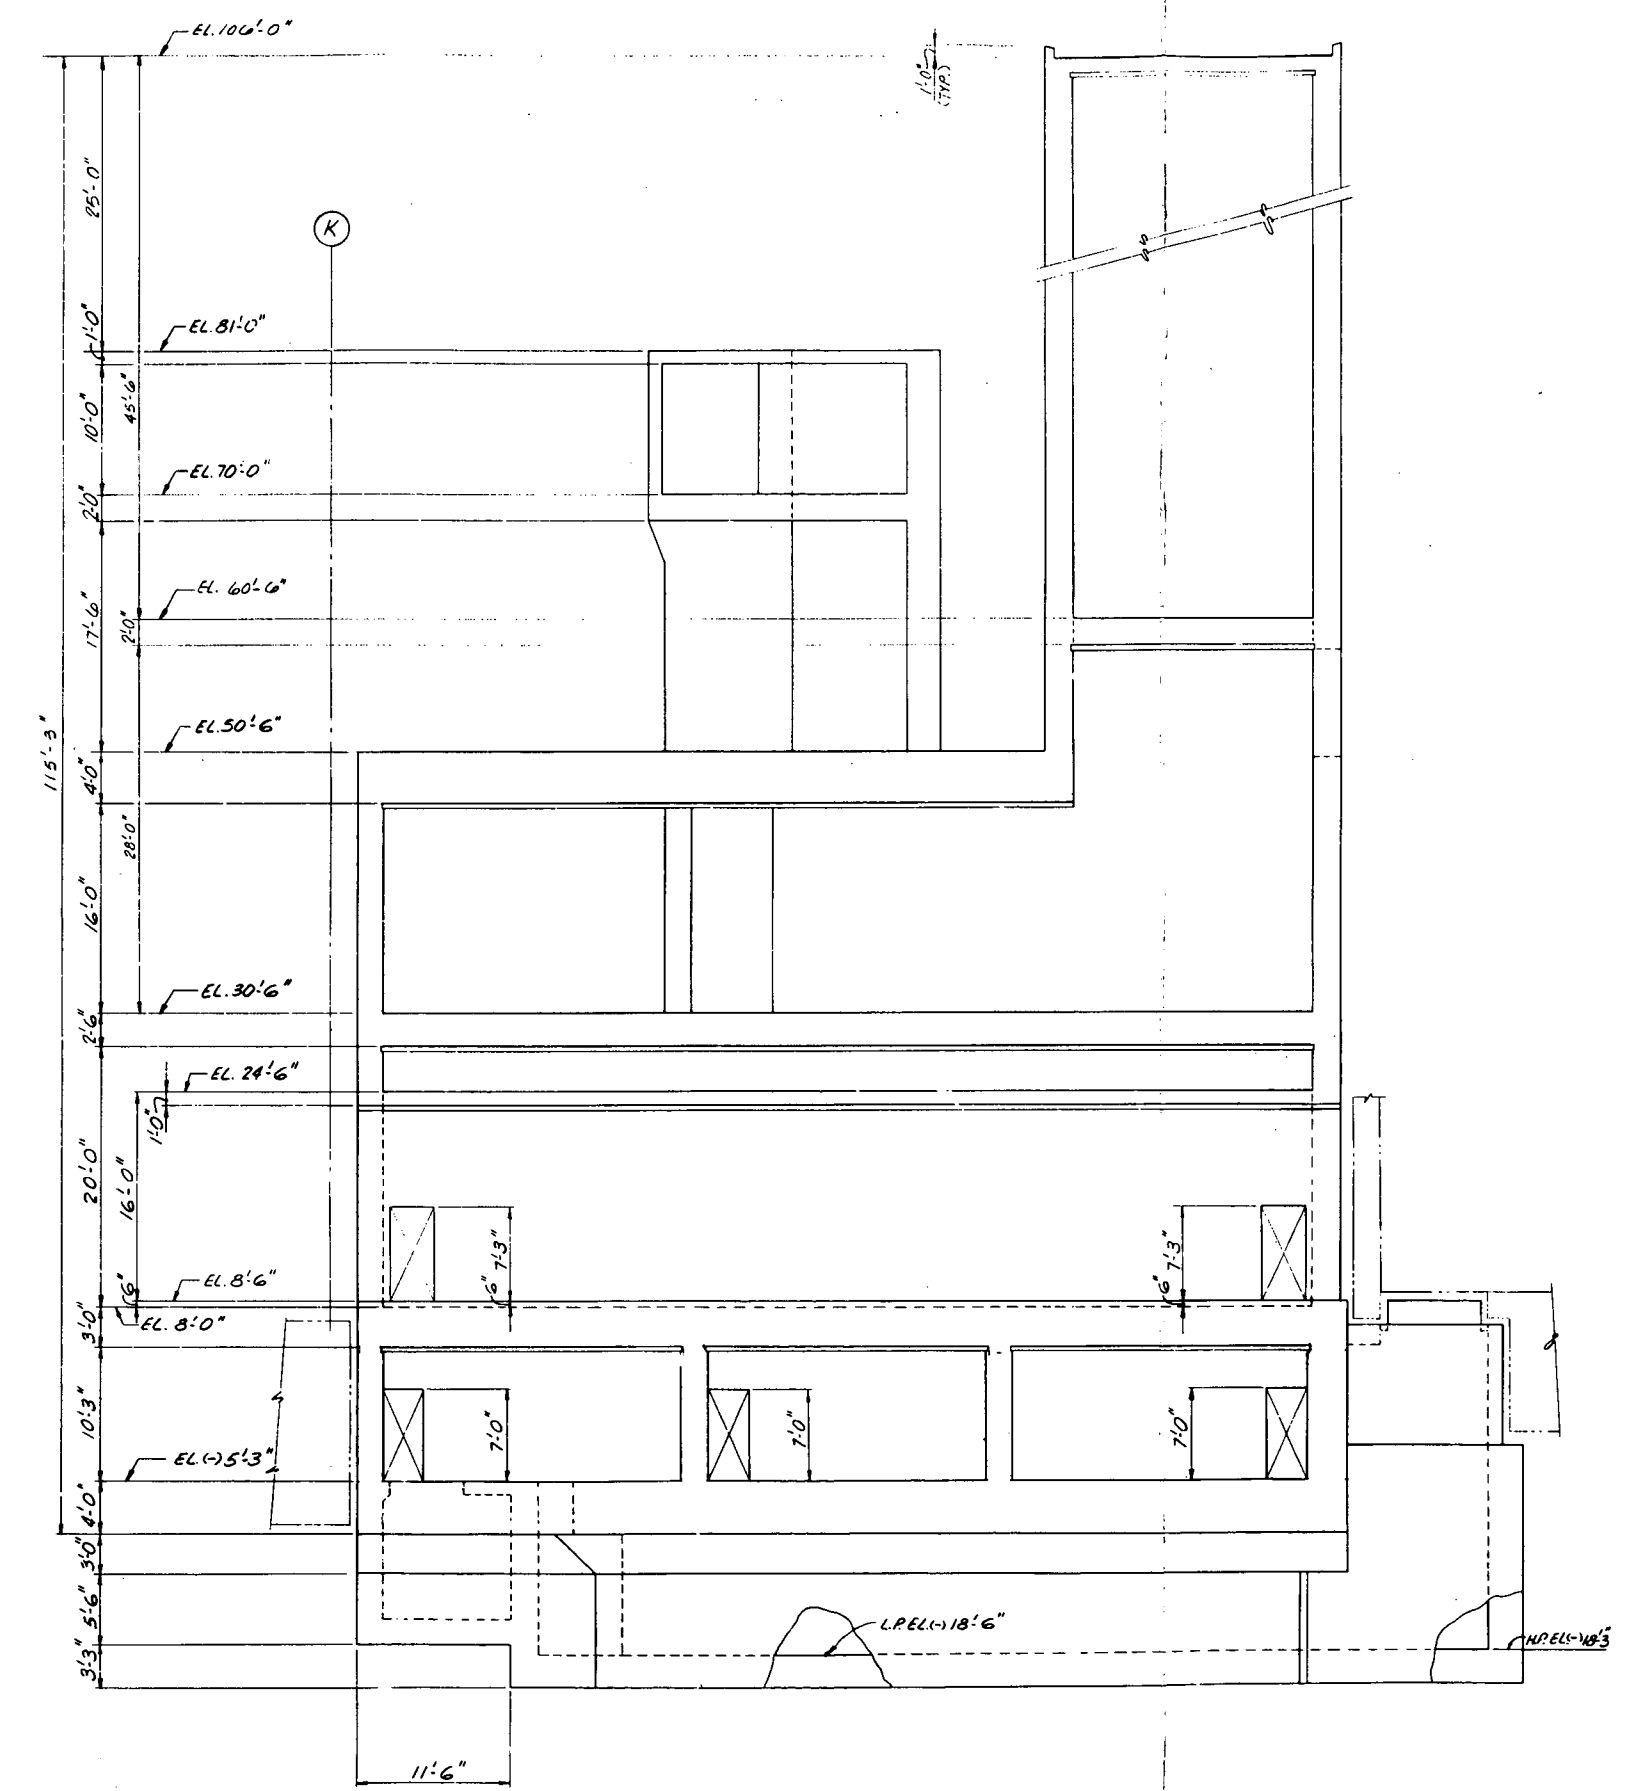 EL. 106'-0"
1'-0"
(TYP.)
25'-0"
K
EL. 81'-0"
1'-0"
45'-6"
10'-0"
EL. 70'-0"
2'-0"
EL. 60'-6"
17'-6"
2'-0"
EL. 50'-6"
115'-3"
4'-0"
28'-0"
16'-0"
EL. 30'-6"
2'-6"
EL. 24'-6"
1'-0"
20'-0"
16'-0"
7'-3"
7'-3"
6"
6"
6"
EL. 8'-6"
EL. 8'-0"
3'-0"
10'-3"
7'-0"
7'-0"
7'-0"
EL.(-) 5'-3"
4'-0"
3'-0"
5'-6"
L.P. EL.(-) 18'-6"
H.P. EL.(-) 18'-3"
3'-3"
11'-6"